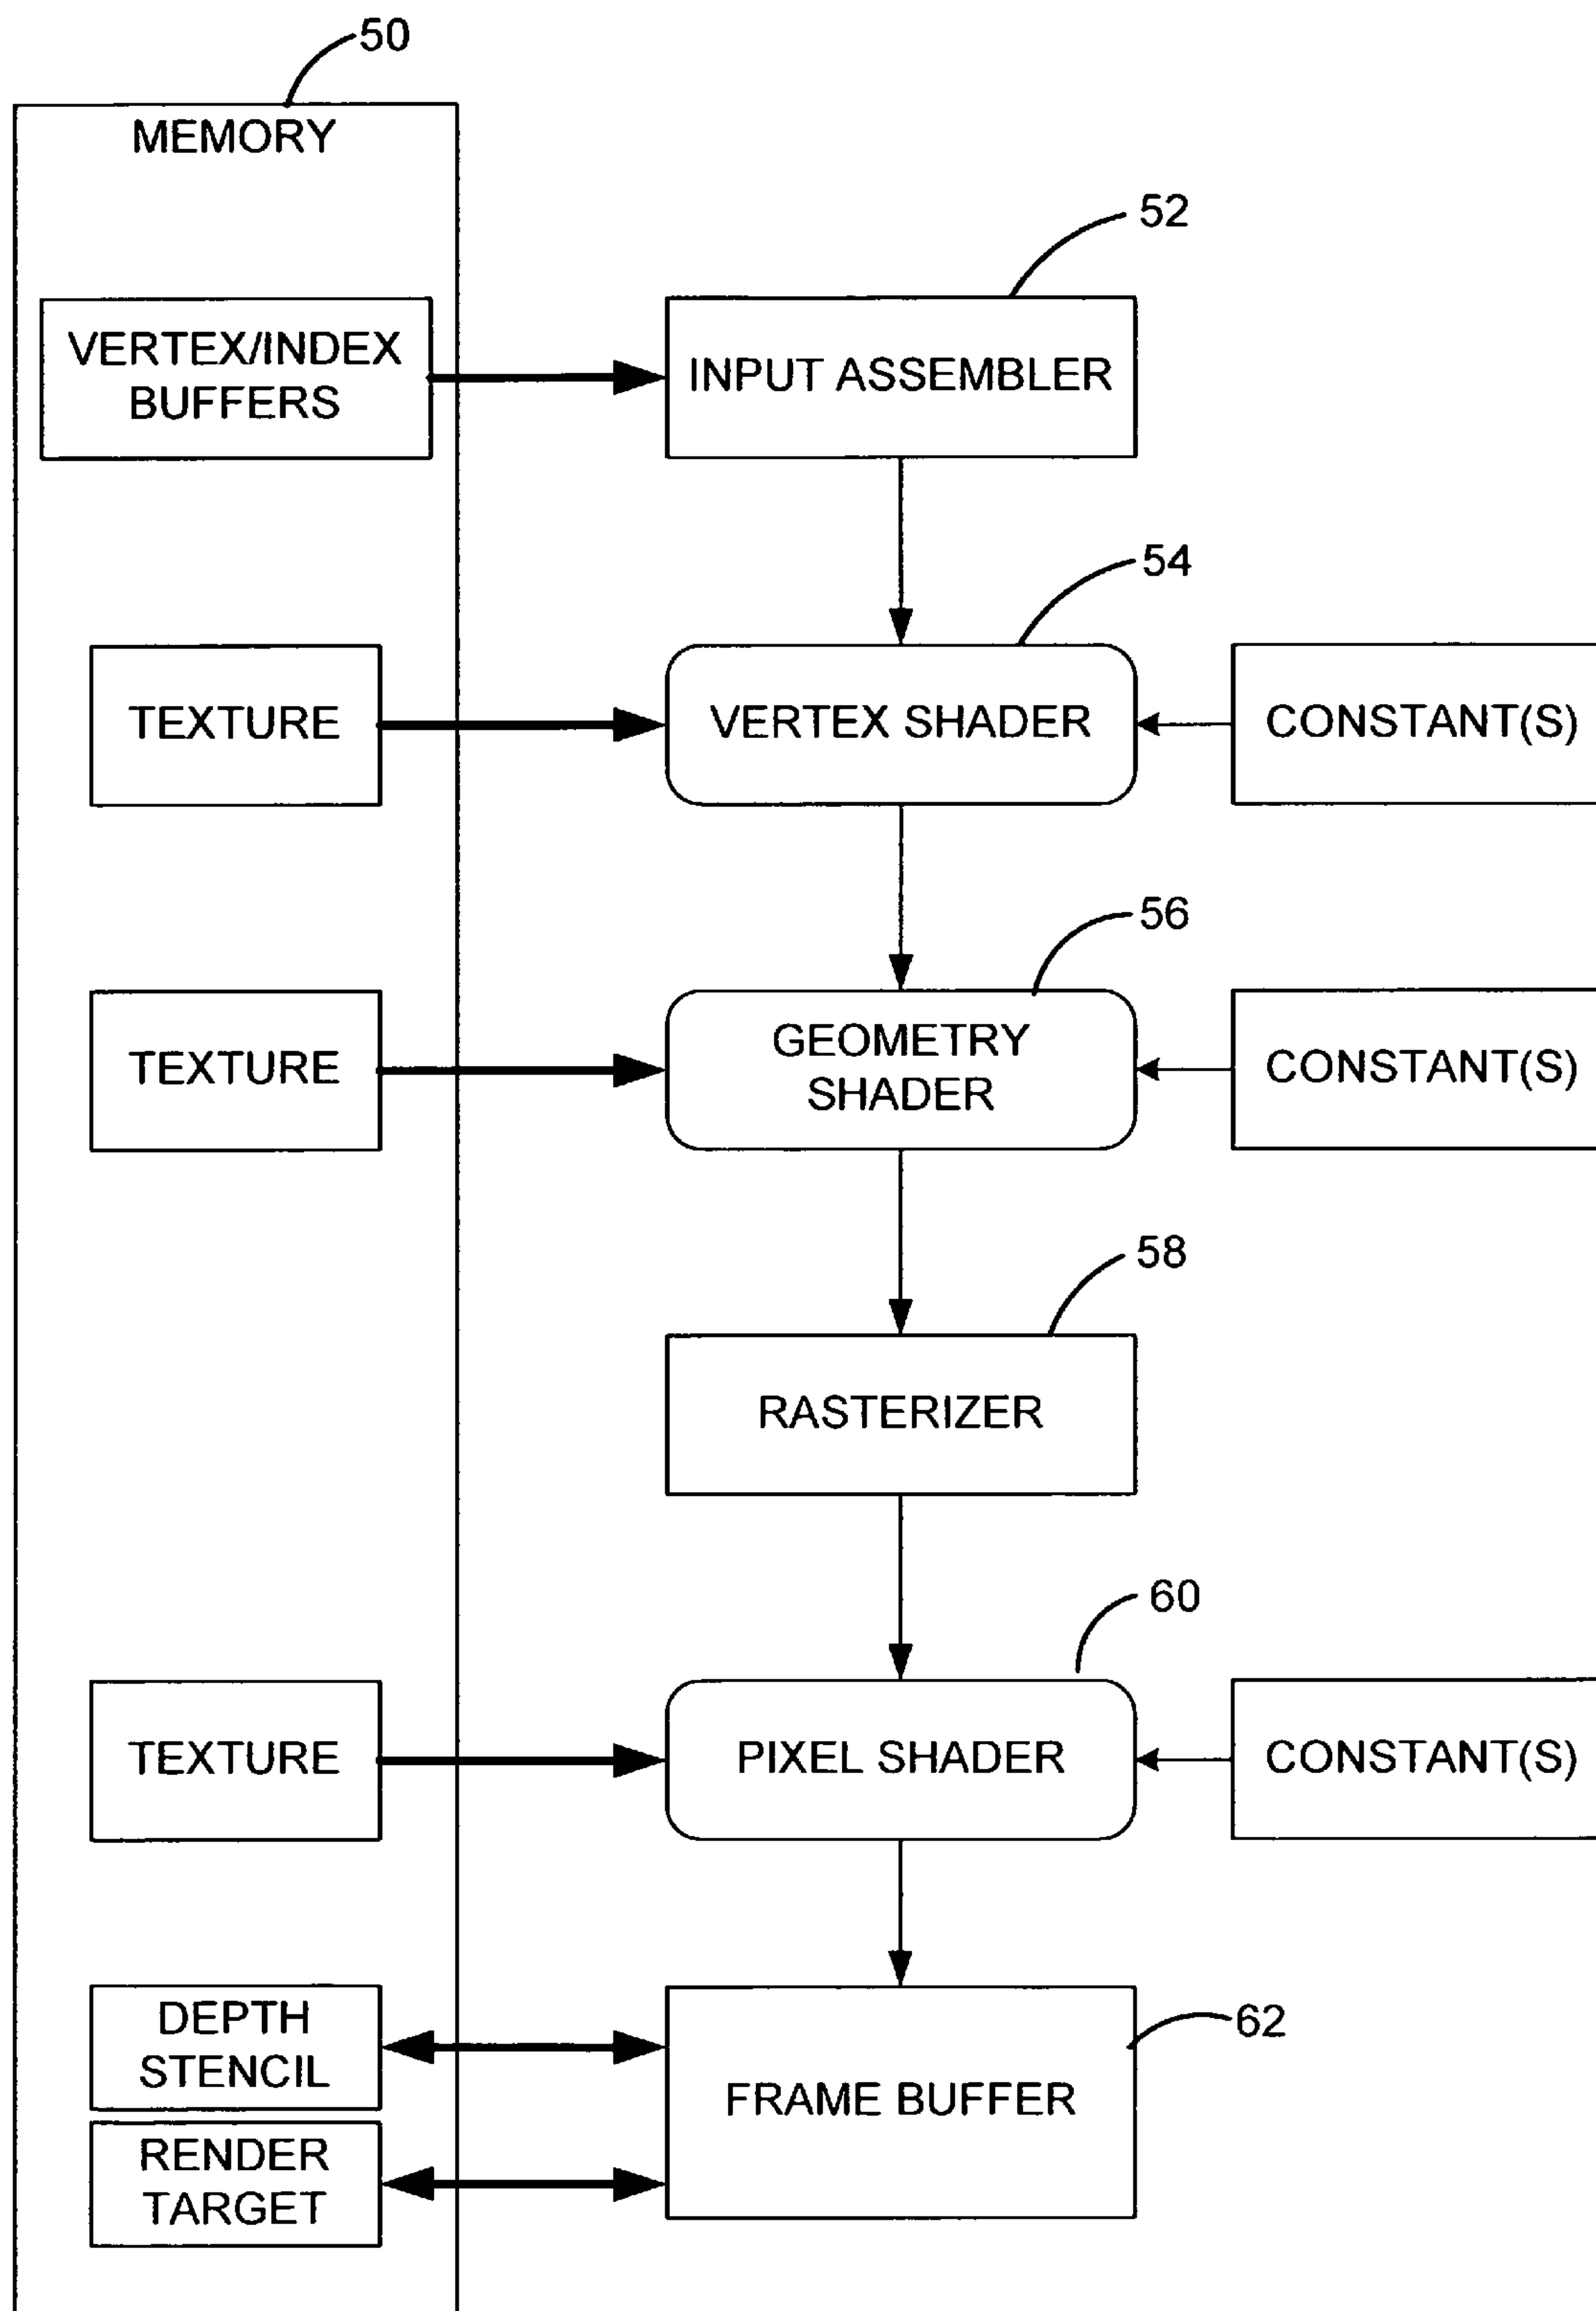 50
MEMORY
52
VERTEX/INDEX
BUFFERS
INPUT ASSEMBLER
54
TEXTURE
VERTEX SHADER
CONSTANT(S)
56
TEXTURE
GEOMETRY
SHADER
CONSTANT(S)
58
RASTERIZER
60
TEXTURE
PIXEL SHADER
CONSTANT(S)
DEPTH
STENCIL
62
FRAME BUFFER
RENDER
TARGET